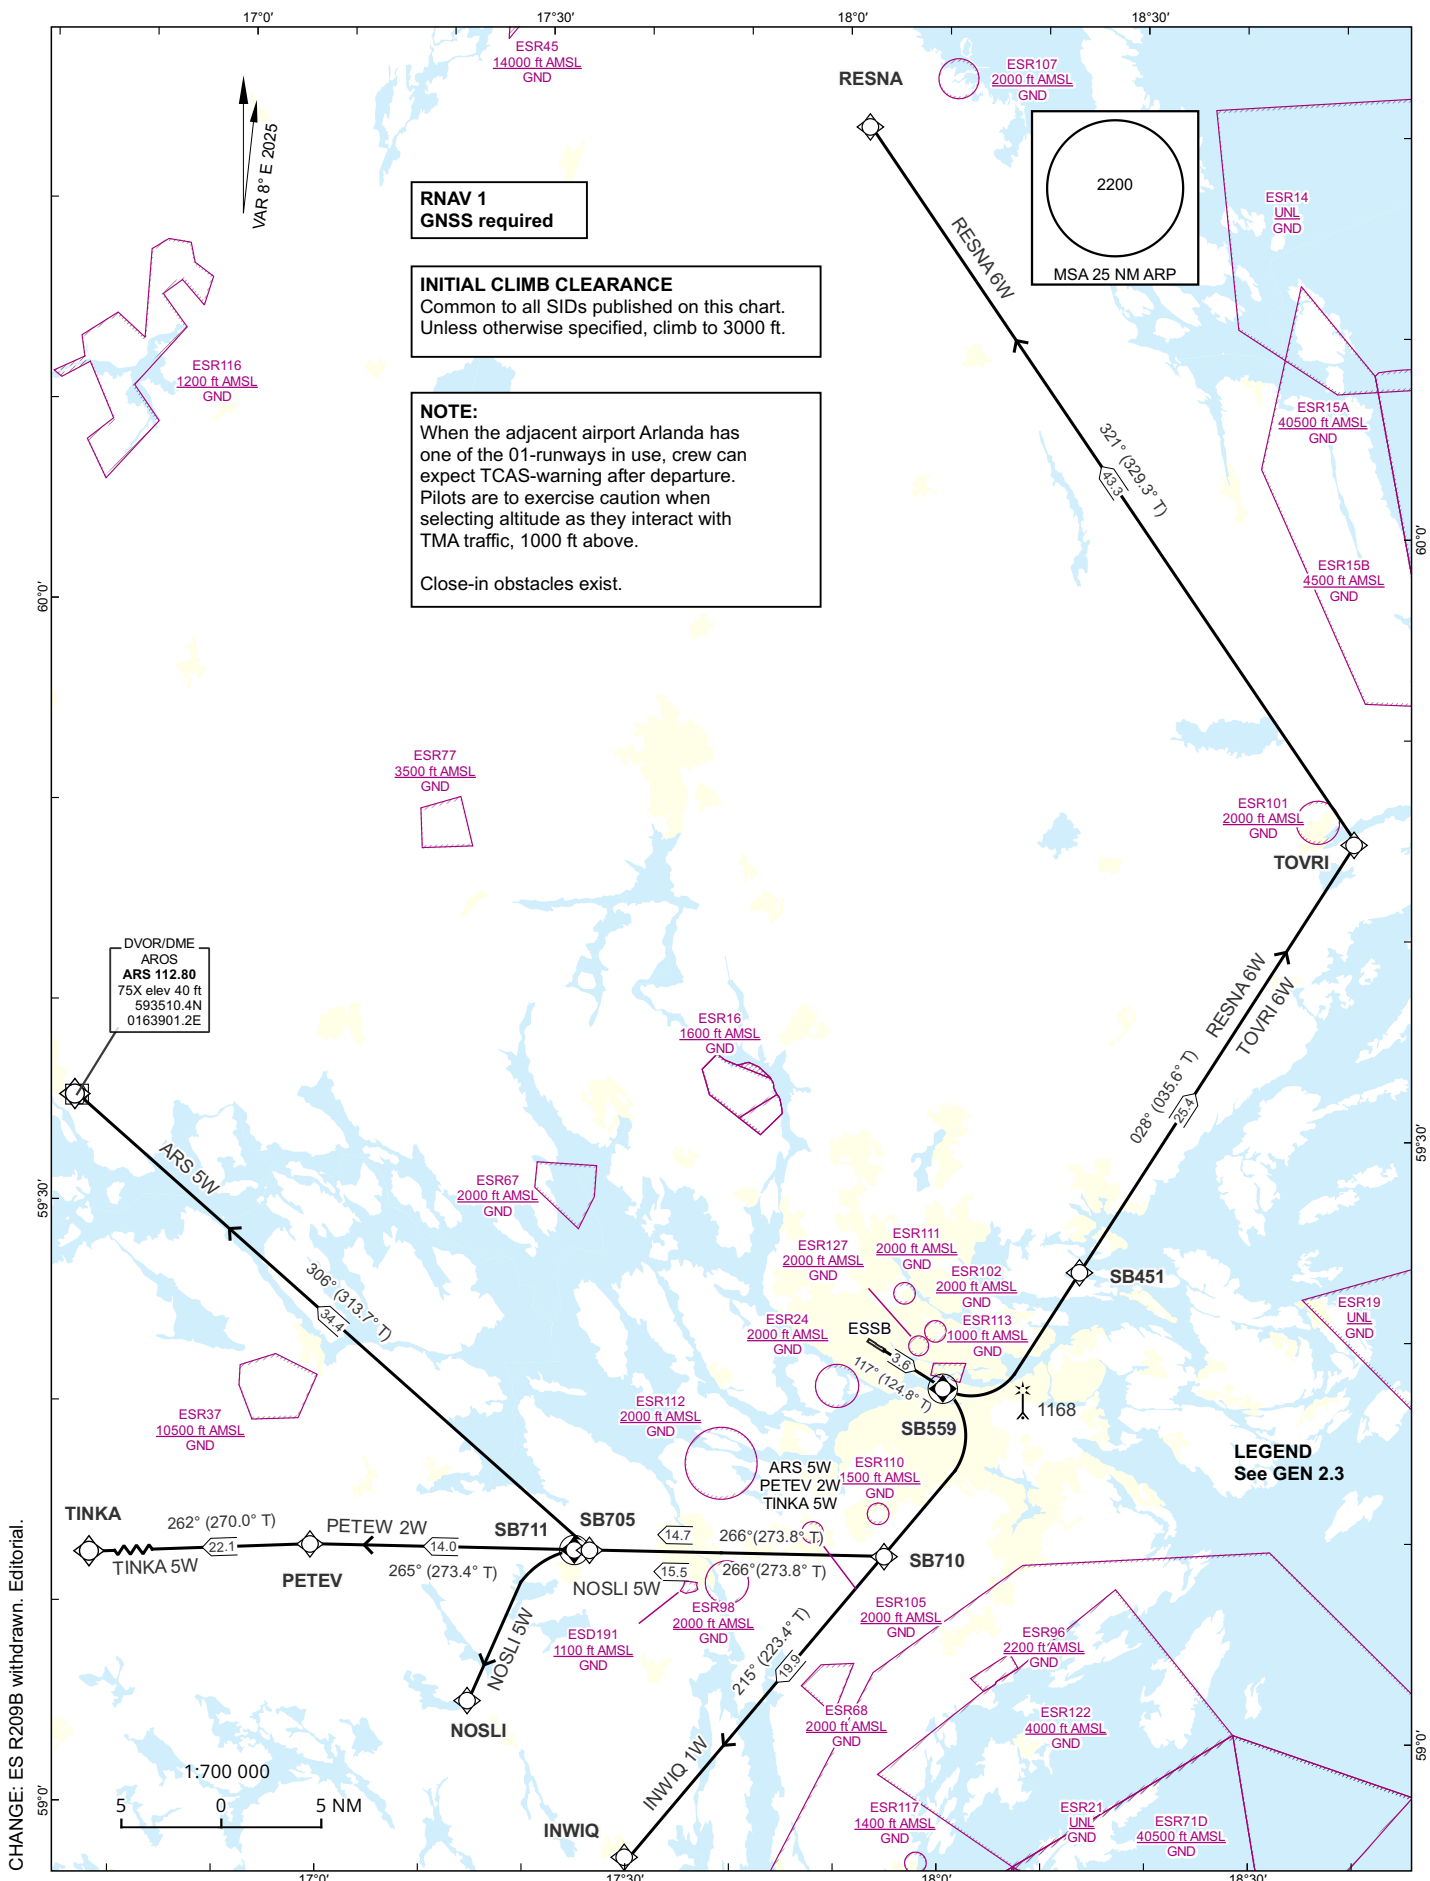 17°0′
17°30′
18°0′
18°30′
ESR45
14000 ft AMSL
GND
RESNA
ESR107
2000 ft AMSL
GND
VAR 8° E 2025
RNAV 1
GNSS required
2200
MSA 25 NM ARP
ESR14
UNL
GND
INITIAL CLIMB CLEARANCE
Common to all SIDs published on this chart.
Unless otherwise specified, climb to 3000 ft.
RESNA 6W
ESR116
1200 ft AMSL
GND
NOTE:
When the adjacent airport Arlanda has
one of the 01-runways in use, crew can
expect TCAS-warning after departure.
Pilots are to exercise caution when
selecting altitude as they interact with
TMA traffic, 1000 ft above.
Close-in obstacles exist.
ESR15A
40500 ft AMSL
GND
321° (329.3° T)
43.3
60°0′
60°0′
ESR15B
4500 ft AMSL
GND
ESR77
3500 ft AMSL
GND
ESR101
2000 ft AMSL
GND
TOVRI
DVOR/DME
AROS
ARS 112.80
75X elev 40 ft
593510.4N
0163901.2E
RESNA 6W
TOVRI 6W
ESR16
1600 ft AMSL
GND
028° (035.6° T)
25.4
59°30′
59°30′
ARS 5W
ESR67
2000 ft AMSL
GND
ESR127
2000 ft AMSL
GND
ESR111
2000 ft AMSL
GND
ESR102
2000 ft AMSL
GND
SB451
306° (313.7° T)
34.4
ESR24
2000 ft AMSL
GND
ESSB
ESR113
1000 ft AMSL
GND
ESR19
UNL
GND
3.6
117° (124.8° T)
ESR37
10500 ft AMSL
GND
ESR112
2000 ft AMSL
GND
SB559
1168
LEGEND
See GEN 2.3
ARS 5W
PETEV 2W
TINKA 5W
ESR110
1500 ft AMSL
GND
TINKA
262° (270.0° T)
22.1
TINKA 5W
PETEW 2W
14.0
PETEV
265° (273.4° T)
SB711
SB705
14.7
266°(273.8° T)
15.5
266°(273.8° T)
NOSLI 5W
SB710
NOSLI 5W
ESD191
1100 ft AMSL
GND
ESR98
2000 ft AMSL
GND
ESR105
2000 ft AMSL
GND
ESR96
2200 ft AMSL
GND
215° (223.4° T)
19.9
NOSLI
ESR68
2000 ft AMSL
GND
ESR122
4000 ft AMSL
GND
INWIQ 1W
1:700 000
5
0
5 NM
59°0′
59°0′
INWIQ
ESR117
1400 ft AMSL
GND
ESR21
UNL
GND
ESR71D
40500 ft AMSL
GND
CHANGE: ES R209B withdrawn. Editorial.
17°0′
17°30′
18°0′
18°30′